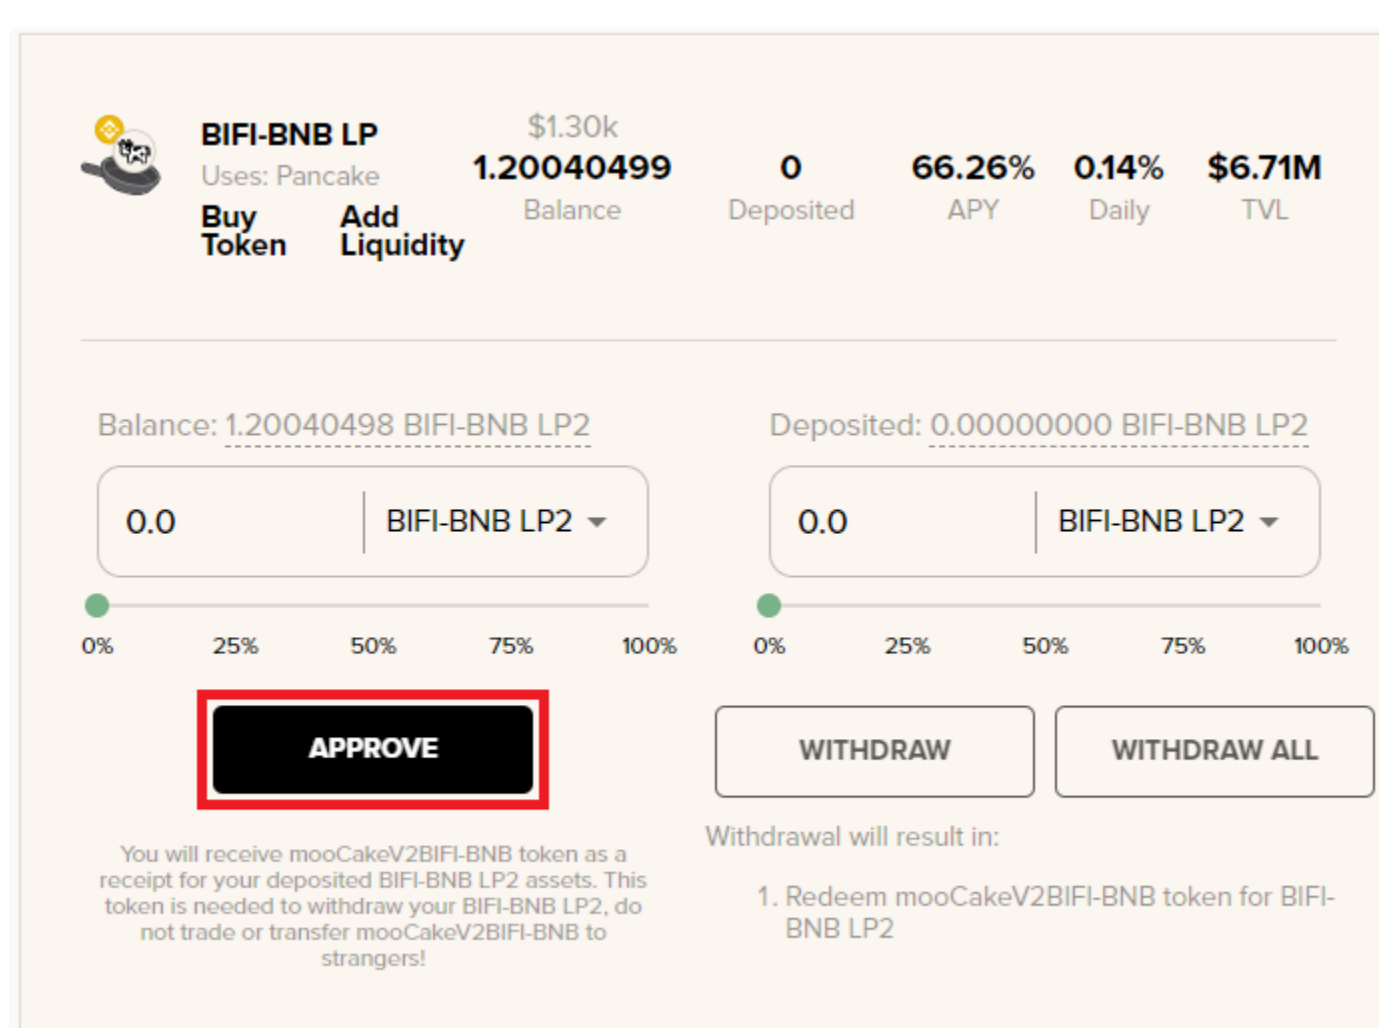 BIFI-BNB LP
Uses: Pancake
Buy Token
Add Liquidity
$1.30k
1.20040499
Balance
0
Deposited
66.26%
APY
0.14%
Daily
$6.71M
TVL
Balance: 1.20040498 BIFI-BNB LP2
0.0 BIFI-BNB LP2
0% 25% 50% 75% 100%
APPROVE
You will receive mooCakeV2BIFI-BNB token as a
receipt for your deposited BIFI-BNB LP2 assets. This
token is needed to withdraw your BIFI-BNB LP2, do
not trade or transfer mooCakeV2BIFI-BNB to
strangers!
Deposited: 0.00000000 BIFI-BNB LP2
0.0 BIFI-BNB LP2
0% 25% 50% 75% 100%
WITHDRAW WITHDRAW ALL
Withdrawal will result in:
1. Redeem mooCakeV2BIFI-BNB token for BIFI-
BNB LP2